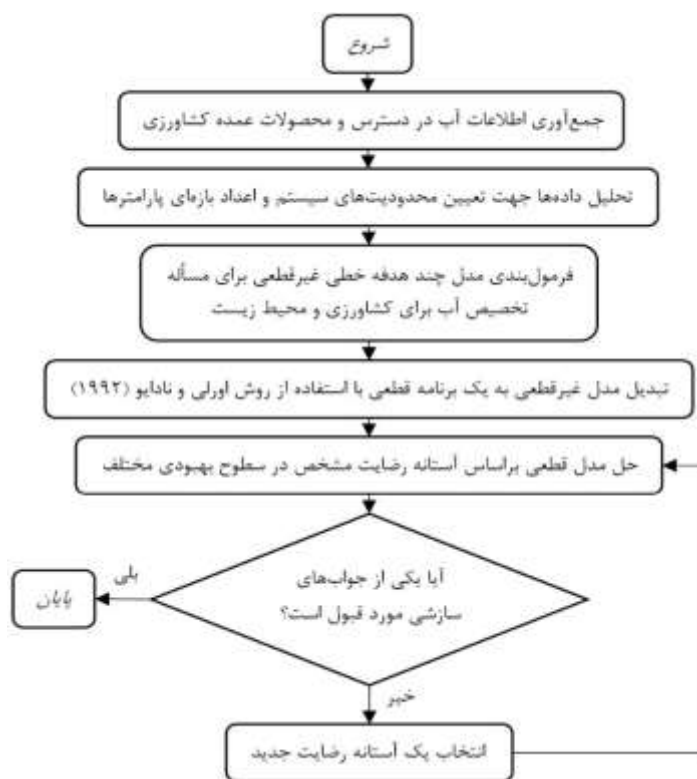 شروع
جمع‌آوری اطلاعات آب در دسترس و محصولات عمده کشاورزی
تحلیل داده‌ها جهت تعیین محدودیت‌های سیستم و اعداد بازه‌ای پارامترها
فرمول‌بندی مدل چند هدفه خطی غیرقطعی برای مسأله
تخصیص آب برای کشاورزی و محیط زیست
تبدیل مدل غیرقطعی به یک برنامه قطعی با استفاده از روش اورلی و نادایو (۱۹۹۲)
حل مدل قطعی براساس آستانه رضایت مشخص در سطوح بهبودی مختلف
آیا یکی از جواب‌های
سازشی مورد قبول است؟
بلی
پایان
خیر
انتخاب یک آستانه رضایت جدید